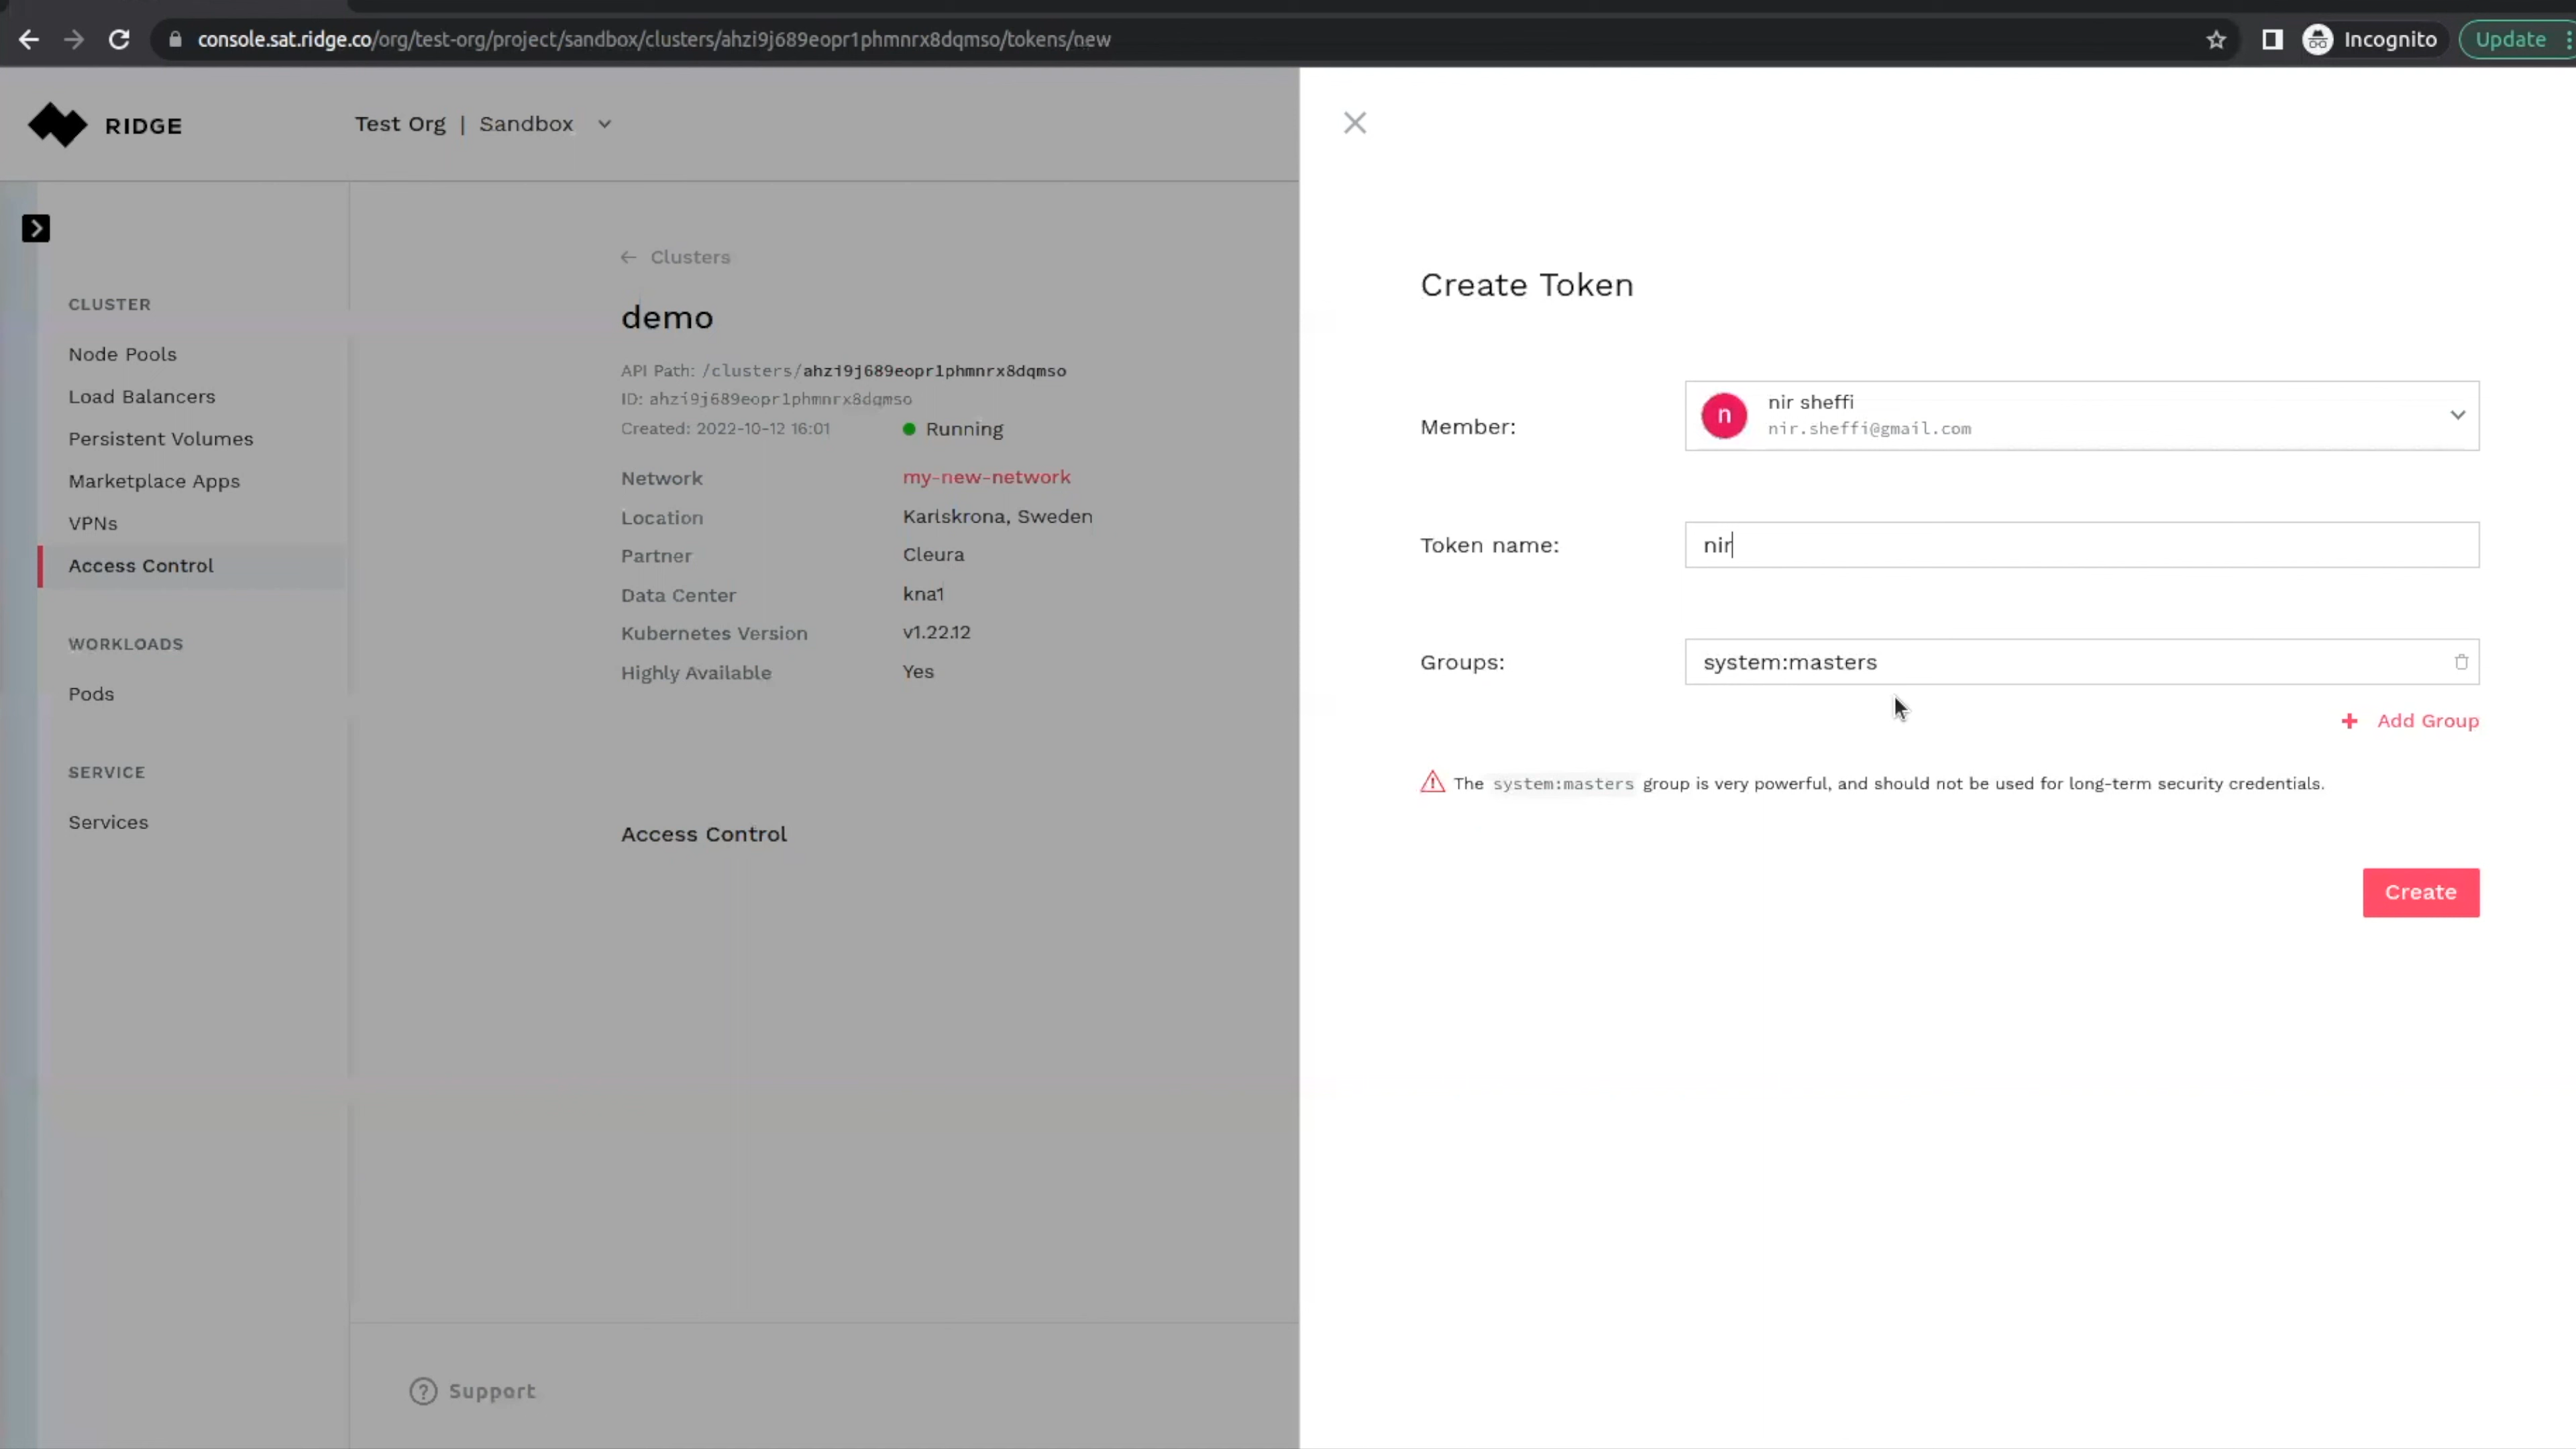 console.sat.ridge.co/org/test-org/project/sandbox/clusters/ahzi9j689eopr1phmnrx8dqmso/tokens/new
Incognito
Update
RIDGE
Test Org | Sandbox
CLUSTER
Node Pools
Load Balancers
Persistent Volumes
Marketplace Apps
VPNs
Access Control
WORKLOADS
Pods
SERVICE
Services
← Clusters
demo
API Path: /clusters/ahzi9j689eopr1phmnrx8dqmso
ID: ahzi9j689eopr1phmnrx8dqmso
Created: 2022-10-12 16:01 Running
Network my-new-network
Location Karlskrona, Sweden
Partner Cleura
Data Center kna1
Kubernetes Version v1.22.12
Highly Available Yes
Access Control
? Support
Create Token
Member: n nir sheffi
nir.sheffi@gmail.com
Token name: nir
Groups: system:masters
+ Add Group
The system:masters group is very powerful, and should not be used for long-term security credentials.
Create